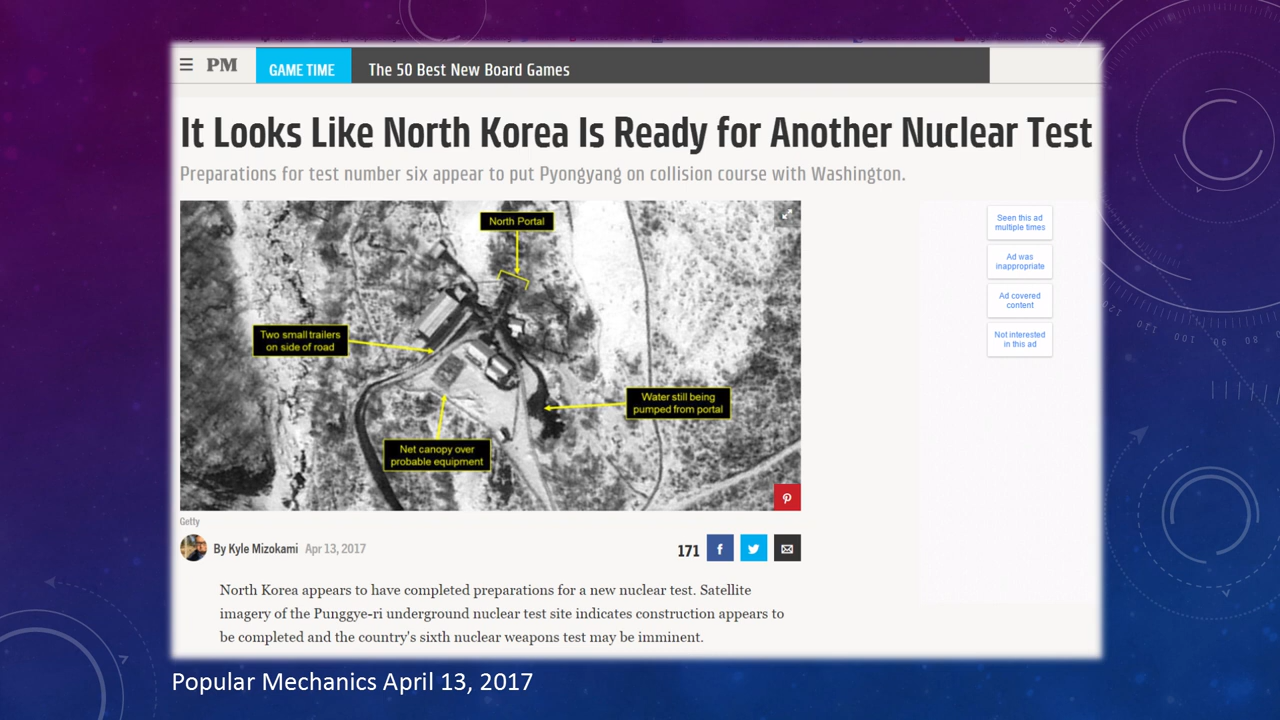 PM
GAME TIME
The 50 Best New Board Games
It Looks Like North Korea Is Ready for Another Nuclear Test
Preparations for test number six appear to put Pyongyang on collision course with Washington.
North Portal
Two small trailers
on side of road
Water still being
pumped from portal
Net canopy over
probable equipment
Seen this ad
multiple times
Ad was
inappropriate
Ad covered
content
Not interested
in this ad
Getty
By Kyle Mizokami Apr 13, 2017
171
North Korea appears to have completed preparations for a new nuclear test. Satellite
imagery of the Punggye-ri underground nuclear test site indicates construction appears to
be completed and the country's sixth nuclear weapons test may be imminent.
Popular Mechanics April 13, 2017